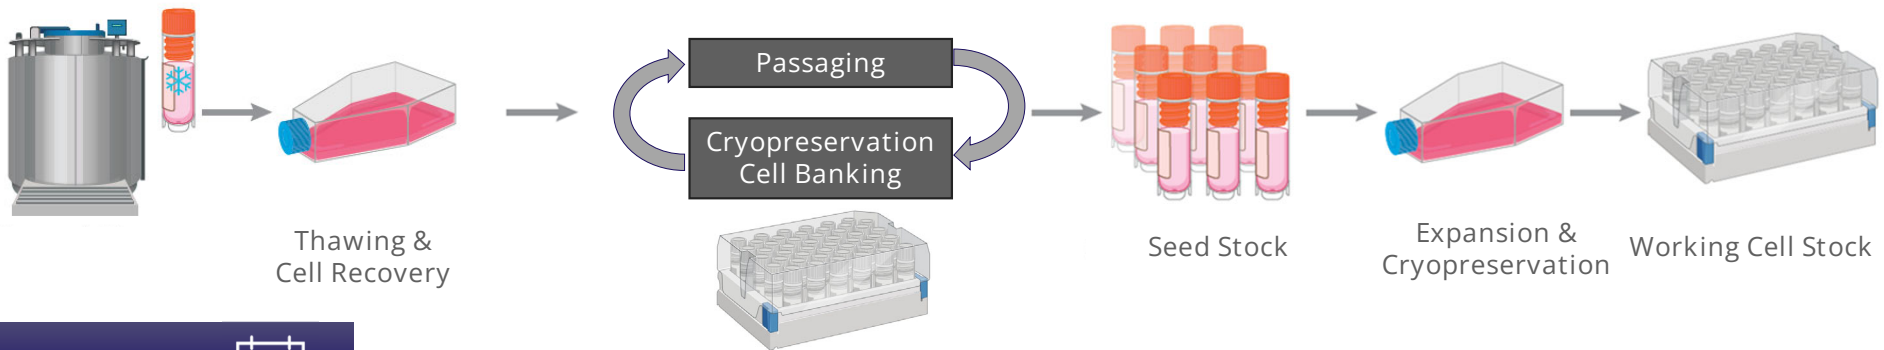 Passaging
Cryopreservation
Cell Banking
Thawing &
Cell Recovery
Seed Stock
Expansion &
Cryopreservation
Working Cell Stock